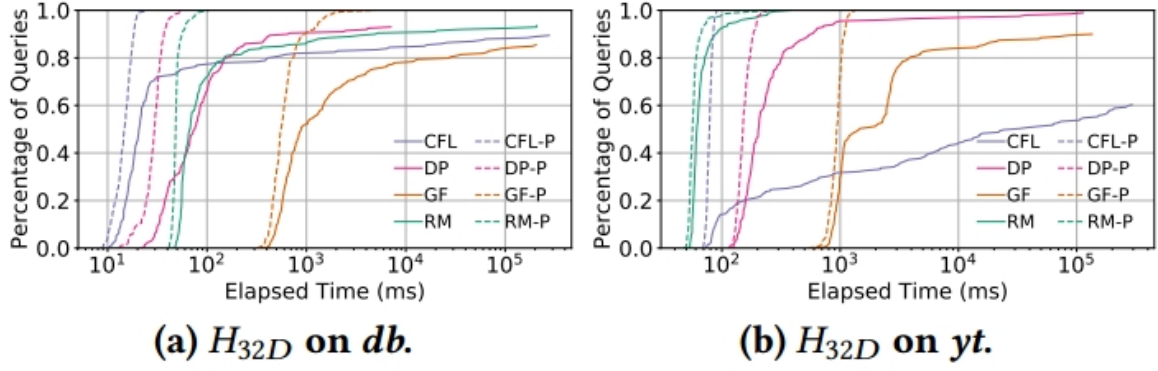 Percentage of Queries
1.0
0.8
0.6
0.4
0.2
0.0
CFL CFL-P
DP DP-P
GF GF-P
RM RM-P
10¹ 10² 10³ 10⁴ 10⁵
Elapsed Time (ms)
(a) H₃₂D on db.
Percentage of Queries
1.0
0.8
0.6
0.4
0.2
0.0
CFL CFL-P
DP DP-P
GF GF-P
RM RM-P
10² 10³ 10⁴ 10⁵
Elapsed Time (ms)
(b) H₃₂D on yt.